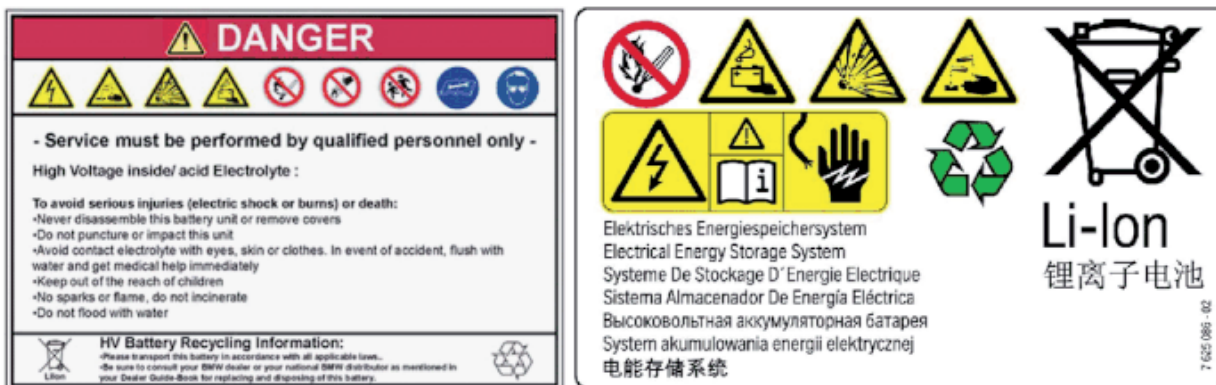 DANGER
- Service must be performed by qualified personnel only -
High Voltage inside/ acid Electrolyte :
To avoid serious injuries (electric shock or burns) or death:
•Never disassemble this battery unit or remove covers
•Do not puncture or impact this unit
•Avoid contact electrolyte with eyes, skin or clothes. In event of accident, flush with
water and get medical help immediately
•Keep out of the reach of children
•No sparks or flame, do not incinerate
•Do not flood with water
LiIon
HV Battery Recycling Information:
•Please transport this battery in accordance with all applicable laws..
•Be sure to consult your BMW dealer or your national BMW distributor as mentioned in
your Dealer Guide-Book for replacing and disposing of this battery.
i
Elektrisches Energiespeichersystem
Electrical Energy Storage System
Systeme De Stockage D´Energie Electrique
Sistema Almacenador De Energía Eléctrica
Высоковольтная аккумуляторная батарея
System akumulowania energii elektrycznej
电能存储系统
Li-Ion
锂离子电池
7 625 086 - 02